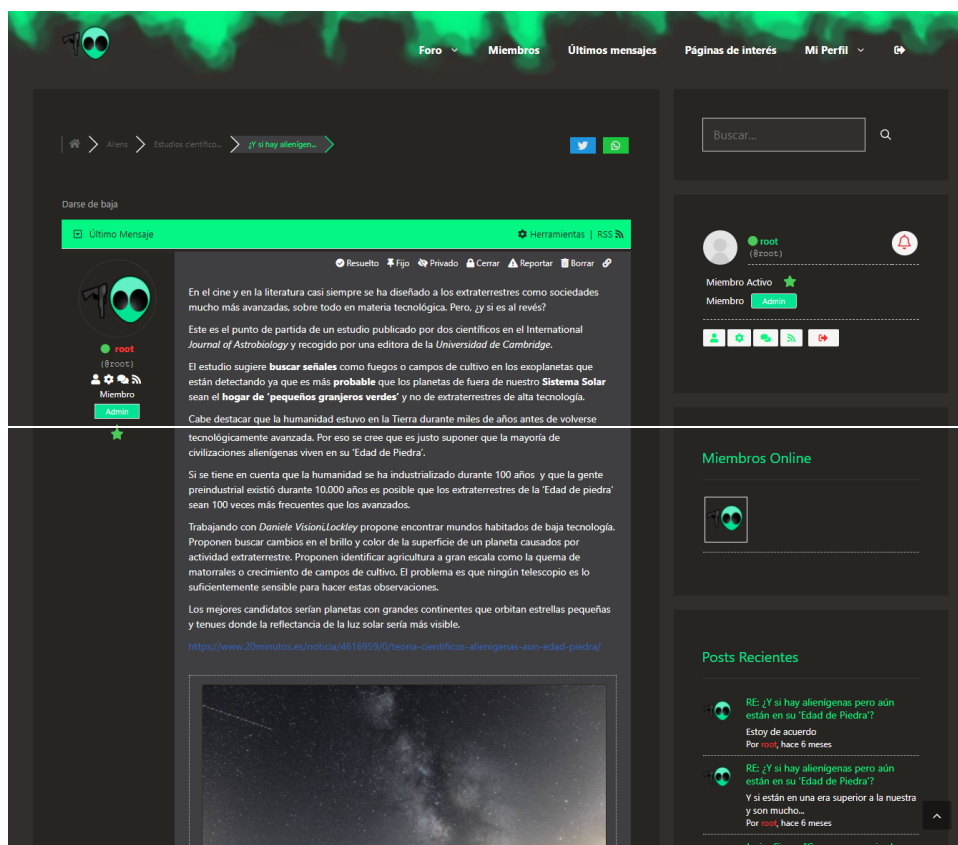 Foro
Miembros
Últimos mensajes
Páginas de interés
Mi Perfil
Aliens
Estudios científico...
¿Y si hay alienígen...
Darse de baja
Último Mensaje
Herramientas | RSS
Resuelto Fijo Privado Cerrar Reportar Borrar
root
(@root)
Miembro
Admin
En el cine y en la literatura casi siempre se ha diseñado a los extraterrestres como sociedades
mucho más avanzadas, sobre todo en materia tecnológica. Pero, ¿y si es al revés?
Este es el punto de partida de un estudio publicado por dos científicos en el International
Journal of Astrobiology y recogido por una editora de la Universidad de Cambridge.
El estudio sugiere buscar señales como fuegos o campos de cultivo en los exoplanetas que
están detectando ya que es más probable que los planetas de fuera de nuestro Sistema Solar
sean el hogar de ‘pequeños granjeros verdes’ y no de extraterrestres de alta tecnología.
Cabe destacar que la humanidad estuvo en la Tierra durante miles de años antes de volverse
tecnológicamente avanzada. Por eso se cree que es justo suponer que la mayoría de
civilizaciones alienígenas viven en su ‘Edad de Piedra’.
Si se tiene en cuenta que la humanidad se ha industrializado durante 100 años y que la gente
preindustrial existió durante 10.000 años es posible que los extraterrestres de la ‘Edad de piedra’
sean 100 veces más frecuentes que los avanzados.
Trabajando con Daniele Visioni,Lockley propone encontrar mundos habitados de baja tecnología.
Proponen buscar cambios en el brillo y color de la superficie de un planeta causados por
actividad extraterrestre. Proponen identificar agricultura a gran escala como la quema de
matorrales o crecimiento de campos de cultivo. El problema es que ningún telescopio es lo
suficientemente sensible para hacer estas observaciones.
Los mejores candidatos serían planetas con grandes continentes que orbitan estrellas pequeñas
y tenues donde la reflectancia de la luz solar sería más visible.
https://www.20minutos.es/noticia/4616959/0/teoria-cientificos-alienigenas-aun-edad-piedra/
Buscar...
root
(@root)
Miembro Activo
Miembro Admin
Miembros Online
Posts Recientes
RE: ¿Y si hay alienígenas pero aún
están en su 'Edad de Piedra'?
Estoy de acuerdo
Por root, hace 6 meses
RE: ¿Y si hay alienígenas pero aún
están en su 'Edad de Piedra'?
Y si están en una era superior a la nuestra
y son mucho...
Por root, hace 6 meses